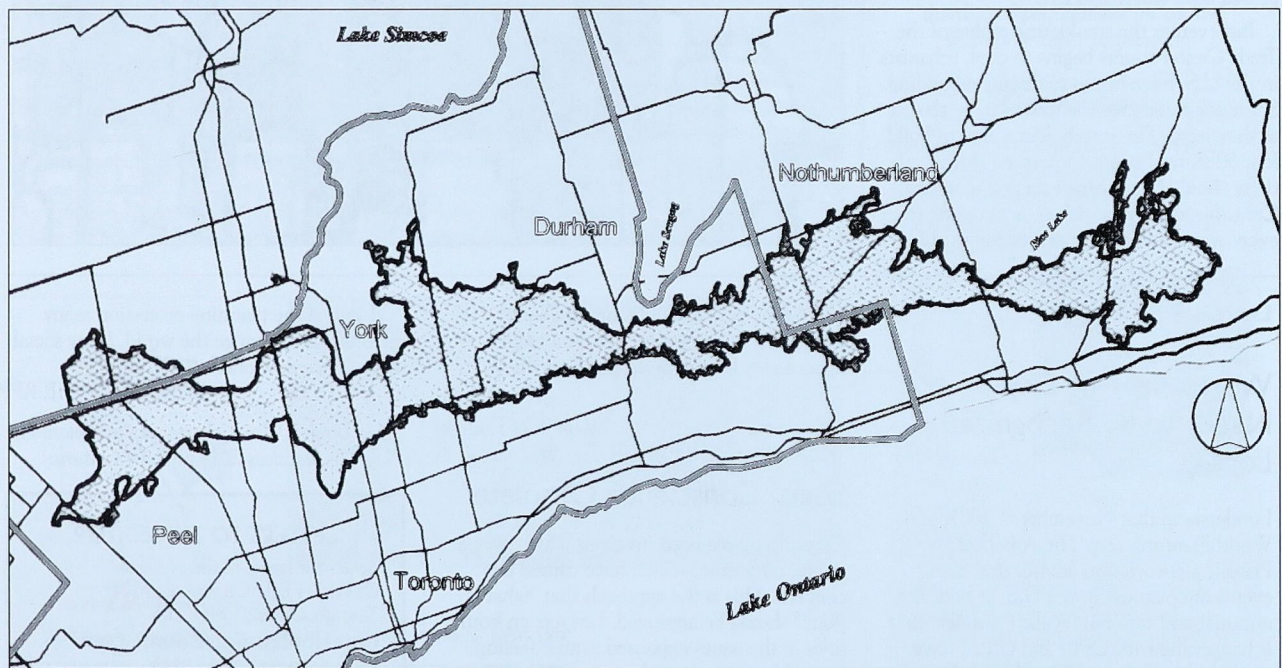 Lake Simcoe
Nothumberland
Durham
Lake Scugog
Rice Lake
York
Peel
Toronto
Lake Ontario